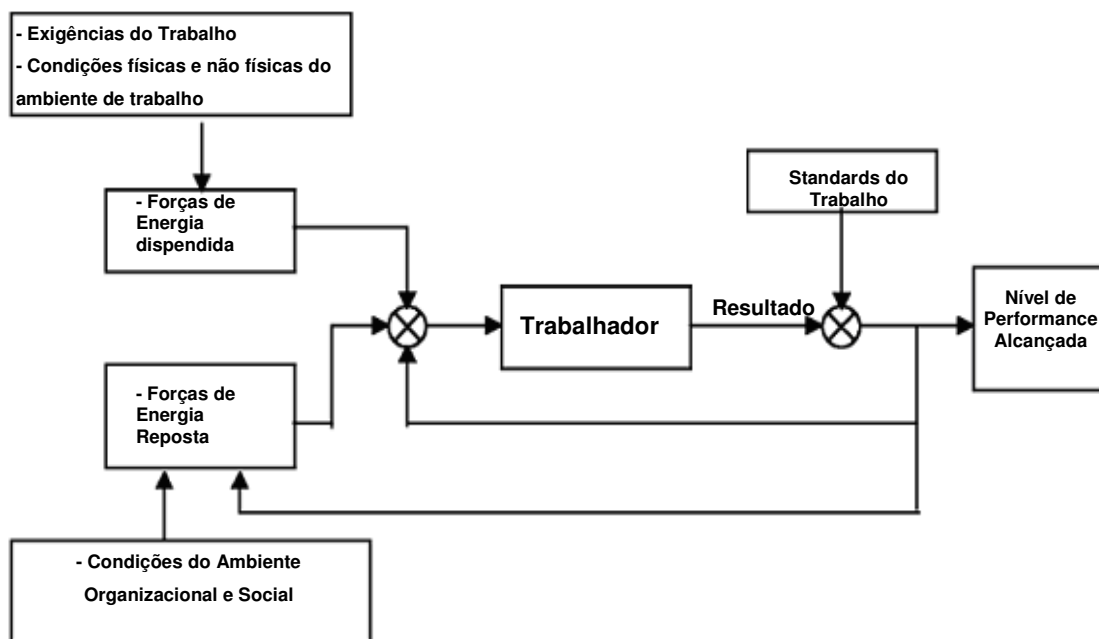 - Exigências do Trabalho
- Condições físicas e não físicas do
ambiente de trabalho
- Forças de
Energia
dispendida
Standards do
Trabalho
Trabalhador
Resultado
Nível de
Performance
Alcançada
- Forças de
Energia
Reposta
- Condições do Ambiente
Organizacional e Social